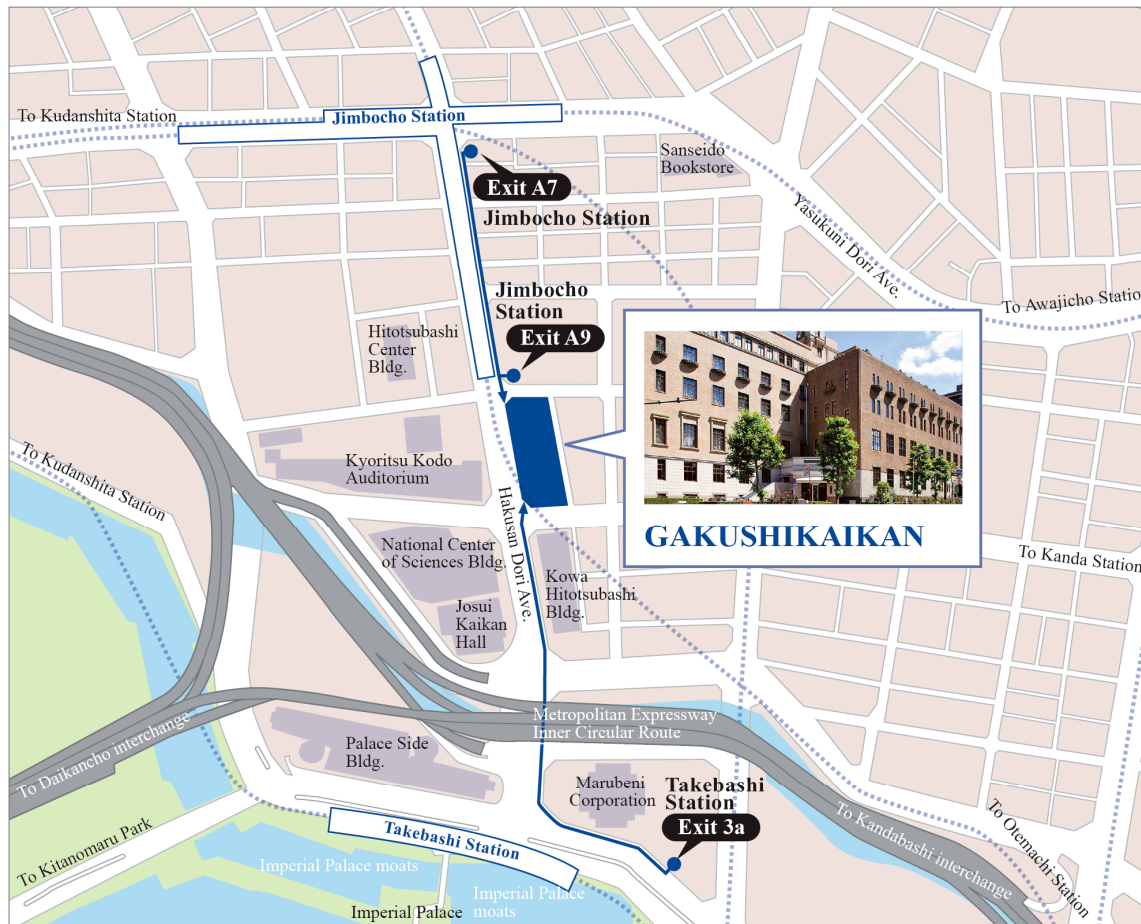 To Kudanshita Station
Jimbocho Station
Exit A7
Jimbocho Station
Sanseido
Bookstore
Yasukuni Dori Ave.
To Awajicho Station
Jimbocho
Station
Exit A9
Hitotsubashi
Center
Bldg.
To Kudanshita Station
Kyoritsu Kodo
Auditorium
Hakusan Dori Ave.
GAKUSHIKAIKAN
To Kanda Station
National Center
of Sciences Bldg.
Josui
Kaikan
Hall
Kowa
Hitotsubashi
Bldg.
Metropolitan Expressway
Inner Circular Route
To Daikancho interchange
Palace Side
Bldg.
Marubeni
Corporation
Takebashi
Station
Exit 3a
To Kandabashi interchange
To Otemachi Station
To Kitanomaru Park
Takebashi Station
Imperial Palace moats
Imperial Palace
moats
Imperial Palace